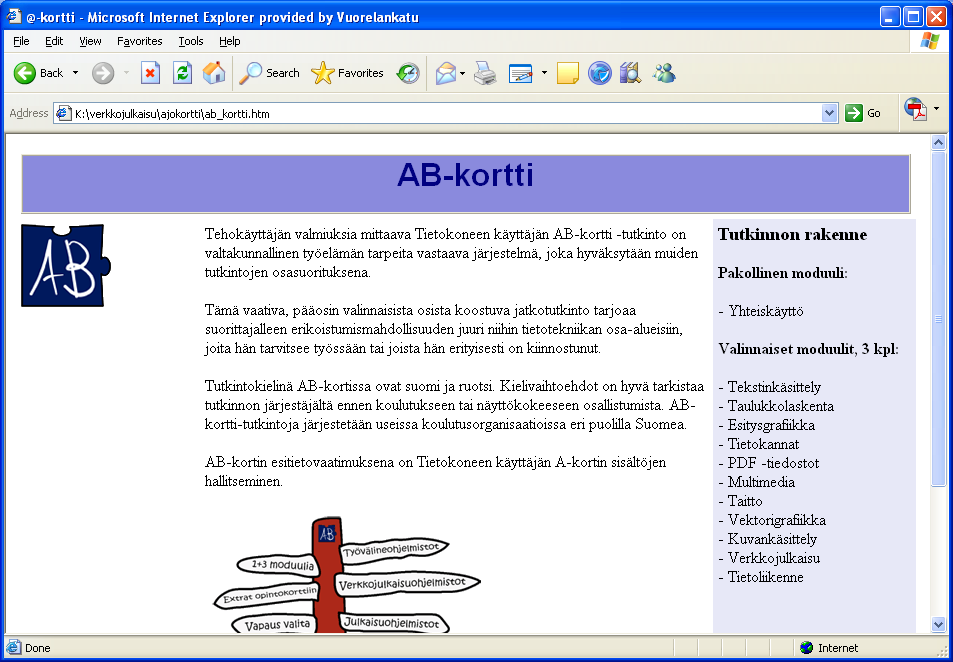 @-kortti - Microsoft Internet Explorer provided by Vuorelankatu
File Edit View Favorites Tools Help
Back Search Favorites
Address K:\verkkojulkaisu\ajokortti\ab_kortti.htm Go
AB-kortti
AB
Tehokäyttäjän valmiuksia mittaava Tietokoneen käyttäjän AB-kortti -tutkinto on
valtakunnallinen työelämän tarpeita vastaava järjestelmä, joka hyväksytään muiden
tutkintojen osasuorituksena.
Tämä vaativa, pääosin valinnaisista osista koostuva jatkotutkinto tarjoaa
suorittajalleen erikoistumismahdollisuuden juuri niihin tietotekniikan osa-alueisiin,
joita hän tarvitsee työssään tai joista hän erityisesti on kiinnostunut.
Tutkintokielinä AB-kortissa ovat suomi ja ruotsi. Kielivaihtoehdot on hyvä tarkistaa
tutkinnon järjestäjältä ennen koulutukseen tai näyttökokeeseen osallistumista. AB-
kortti-tutkintoja järjestetään useissa koulutusorganisaatioissa eri puolilla Suomea.
AB-kortin esitietovaatimuksena on Tietokoneen käyttäjän A-kortin sisältöjen
hallitseminen.
AB
Työvälineohjelmistot
1+3 moduulia
Verkkojulkaisuohjelmistot
Extrat opintokorttiin
Vapaus valita
Julkaisuohjelmistot
Tutkinnon rakenne
Pakollinen moduuli:
- Yhteiskäyttö
Valinnaiset moduulit, 3 kpl:
- Tekstinkäsittely
- Taulukkolaskenta
- Esitysgrafiikka
- Tietokannat
- PDF -tiedostot
- Multimedia
- Taitto
- Vektorigrafiikka
- Kuvankäsittely
- Verkkojulkaisu
- Tietoliikenne
Done Internet